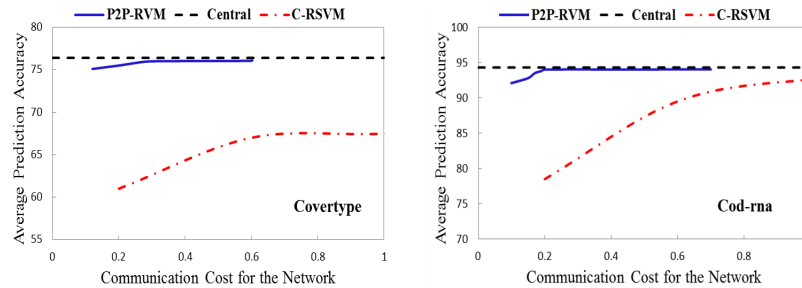 P2P-RVM Central C-RSVM
80
75
70
65
60
55
0 0.2 0.4 0.6 0.8 1
Average Prediction Accuracy
Communication Cost for the Network
Covertype
P2P-RVM Central C-RSVM
100
95
90
85
80
75
70
0 0.2 0.4 0.6 0.8
Average Prediction Accuracy
Communication Cost for the Network
Cod-rna